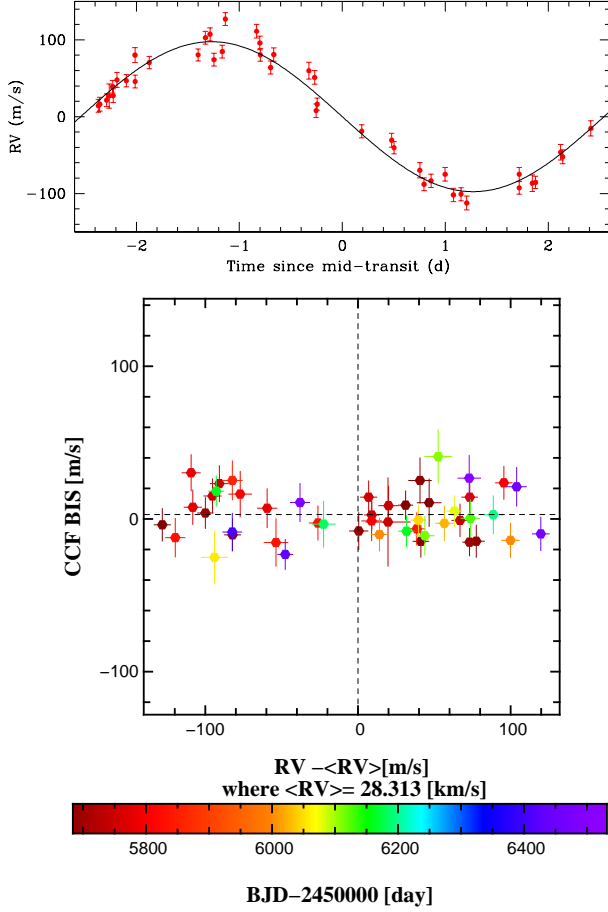 100
0
−100
RV (m/s)
−2 −1 0 1 2
Time since mid-transit (d)
100
0
−100
CCF BIS [m/s]
−100 0 100
RV −<RV>[m/s]
where <RV>= 28.313 [km/s]
5800 6000 6200 6400
BJD−2450000 [day]